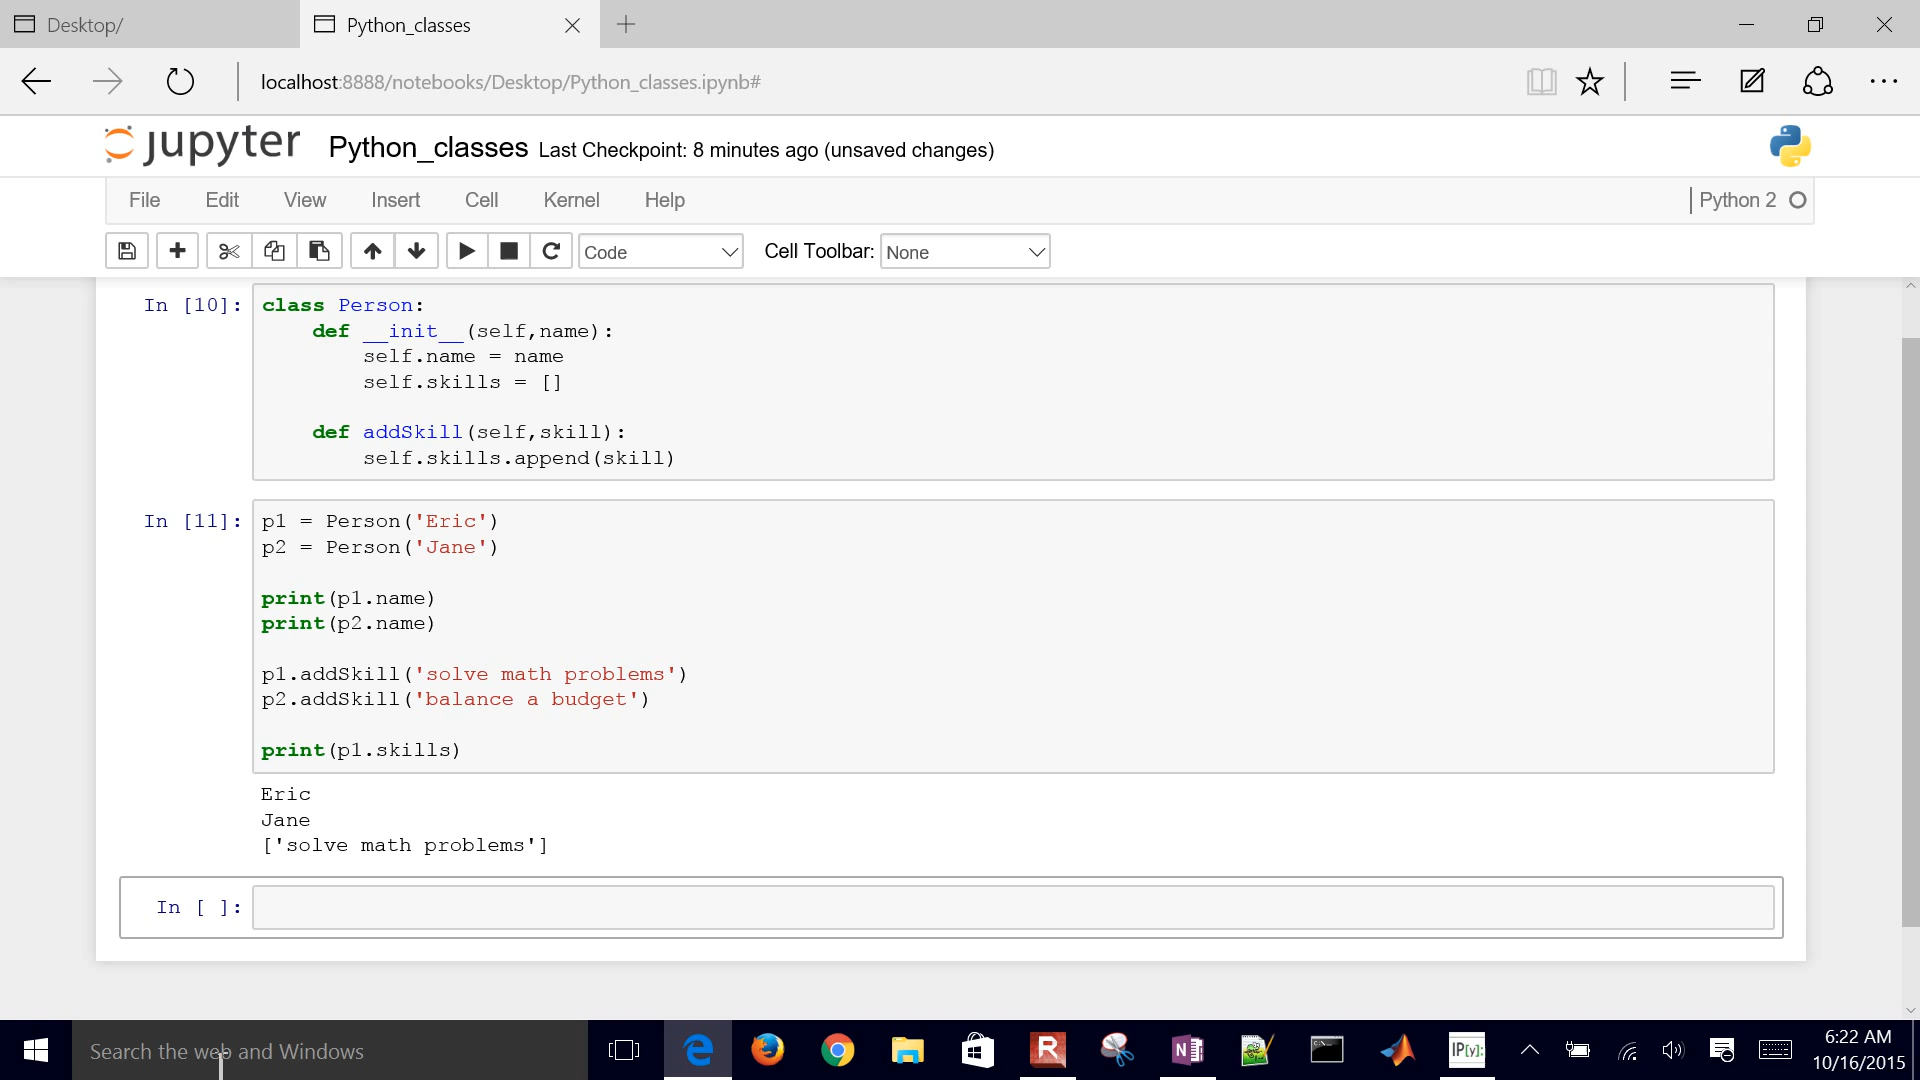 Desktop/
Python_classes
localhost:8888/notebooks/Desktop/Python_classes.ipynb#
jupyter Python_classes Last Checkpoint: 8 minutes ago (unsaved changes)
File Edit View Insert Cell Kernel Help Python 2
Code Cell Toolbar: None
In [10]: class Person:
    def __init__(self,name):
        self.name = name
        self.skills = []
    def addSkill(self,skill):
        self.skills.append(skill)
In [11]: p1 = Person('Eric')
p2 = Person('Jane')
print(p1.name)
print(p2.name)
p1.addSkill('solve math problems')
p2.addSkill('balance a budget')
print(p1.skills)
Eric
Jane
['solve math problems']
In [ ]:
Search the web and Windows
R
N
C:\
IP[y]:
6:22 AM
10/16/2015